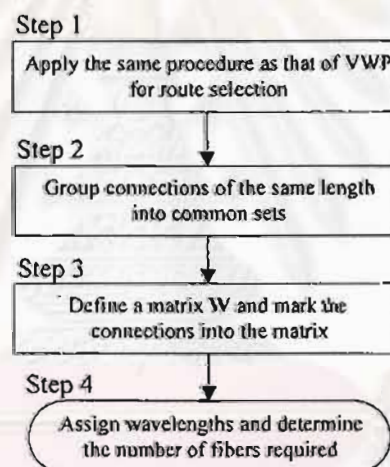 Step 1
Apply the same procedure as that of VWP
for route selection
Step 2
Group connections of the same length
into common sets
Step 3
Define a matrix W and mark the
connections into the matrix
Step 4
Assign wavelengths and determine
the number of fibers required